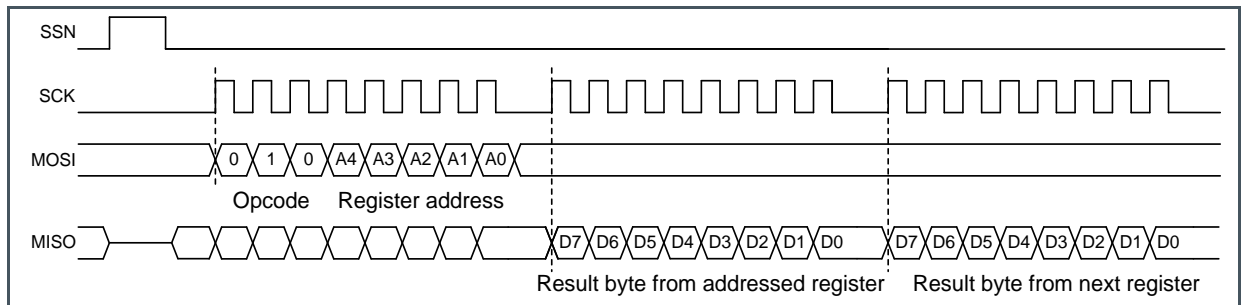 SSN
SCK
MOSI 0 1 0 A4 A3 A2 A1 A0
Opcode Register address
MISO D7 D6 D5 D4 D3 D2 D1 D0 D7 D6 D5 D4 D3 D2 D1 D0
Result byte from addressed register Result byte from next register